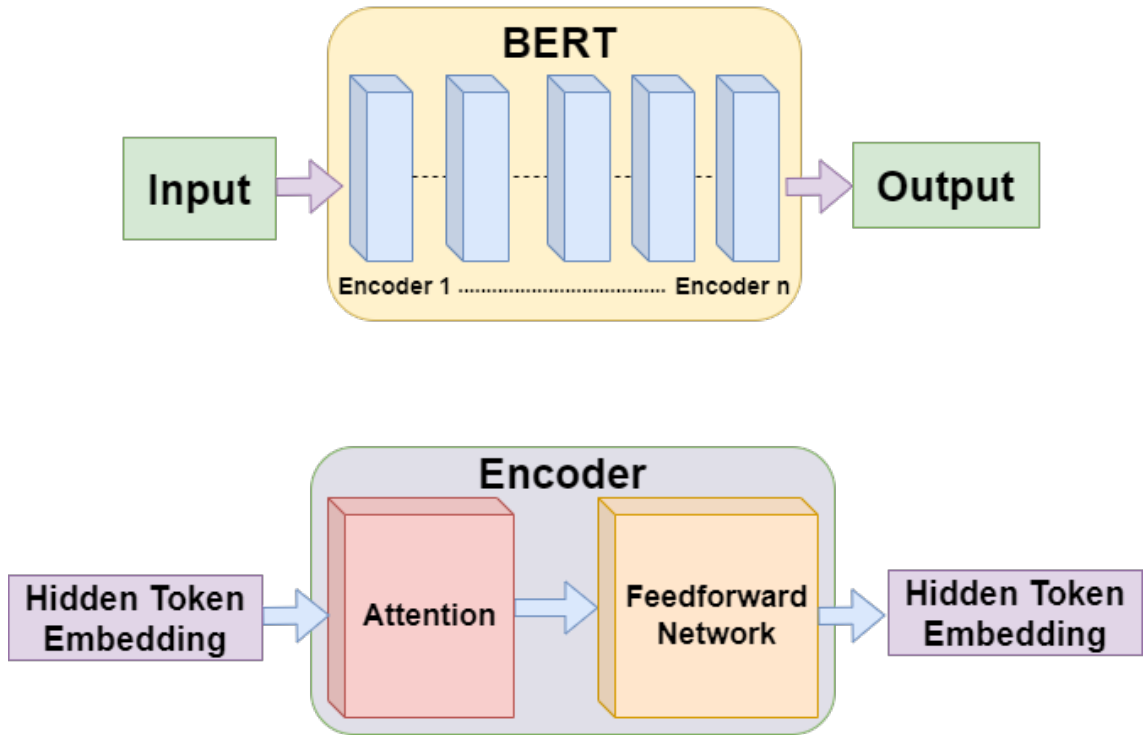 BERT
Input
Output
Encoder 1 ....................................... Encoder n
Encoder
Hidden Token
Embedding
Attention
Feedforward
Network
Hidden Token
Embedding